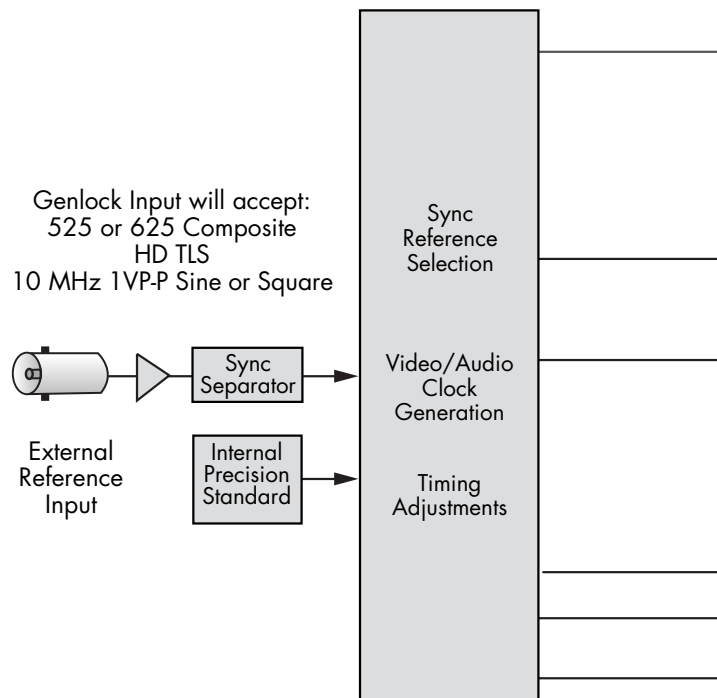 Genlock Input will accept:
525 or 625 Composite
HD TLS
10 MHz 1VP-P Sine or Square
Sync
Reference
Selection
Sync
Separator
Video/Audio
Clock
Generation
External
Reference
Input
Internal
Precision
Standard
Timing
Adjustments